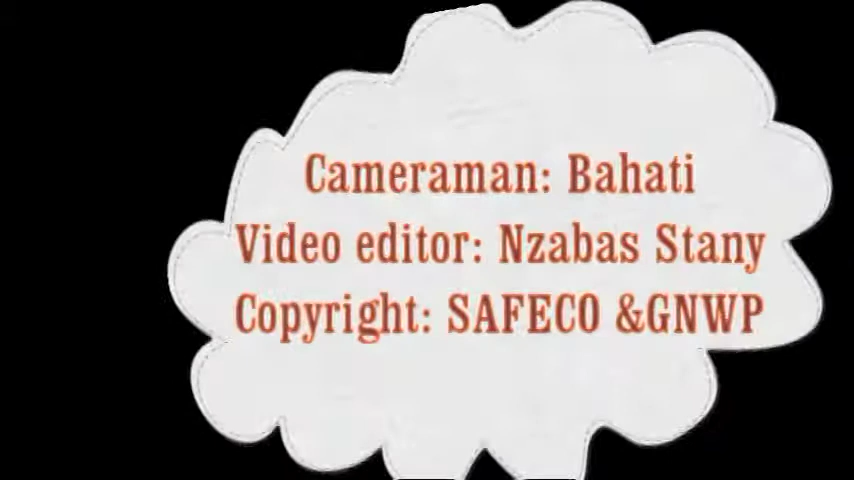 Cameraman: Bahati
Video editor: Nzabas Stany
Copyright: SAFECO &GNWP